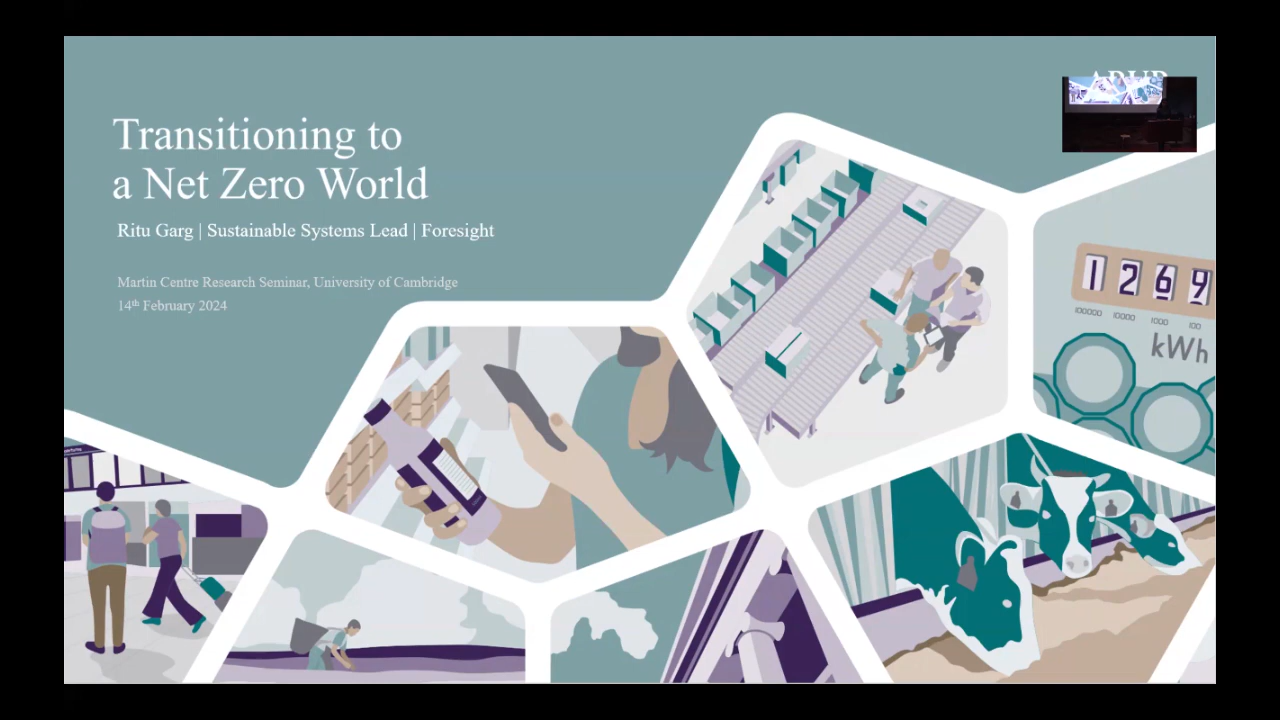 Transitioning to
a Net Zero World
Ritu Garg | Sustainable Systems Lead | Foresight
Martin Centre Research Seminar, University of Cambridge
14th February 2024
1269
100000 10000 1000 100
kWh